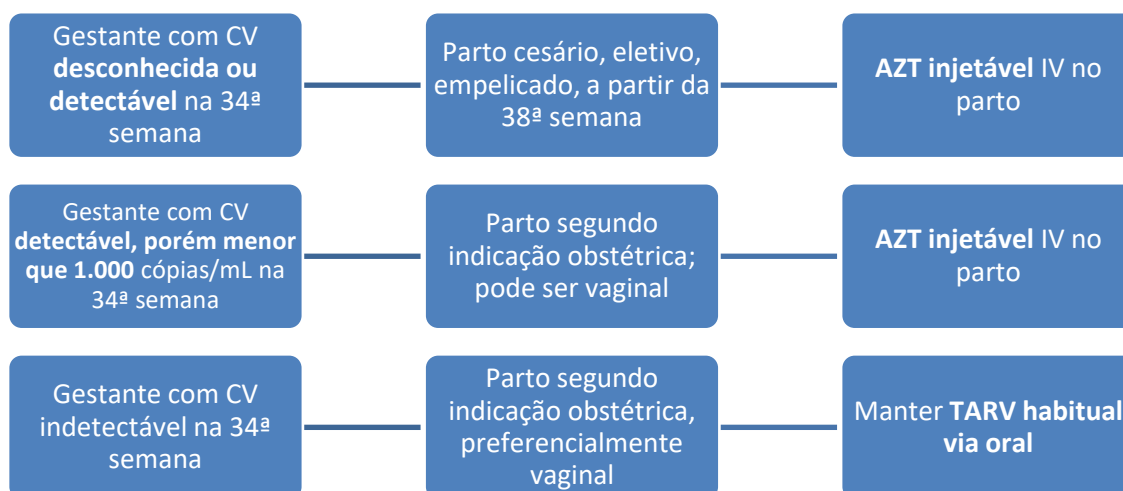 Gestante com CV
desconhecida ou
detectável na 34ª
semana
Parto cesário, eletivo,
empelicado, a partir da
38ª semana
AZT injetável IV no
parto
Gestante com CV
detectável, porém menor
que 1.000 cópias/mL na
34ª semana
Parto segundo
indicação obstétrica;
pode ser vaginal
AZT injetável IV no
parto
Gestante com CV
indetectável na 34ª
semana
Parto segundo
indicação obstétrica,
preferencialmente
vaginal
Manter TARV habitual
via oral